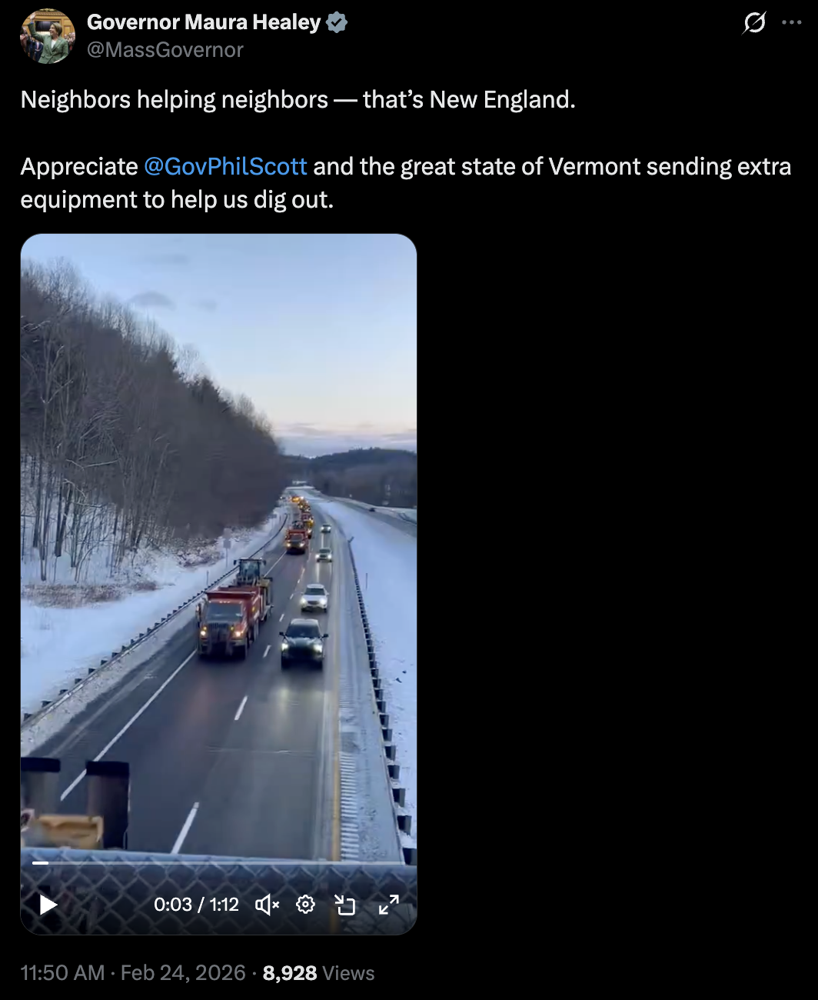 Governor Maura Healey
@MassGovernor
Neighbors helping neighbors — that’s New England.
Appreciate @GovPhilScott and the great state of Vermont sending extra
equipment to help us dig out.
0:03 / 1:12
11:50 AM · Feb 24, 2026 · 8,928 Views